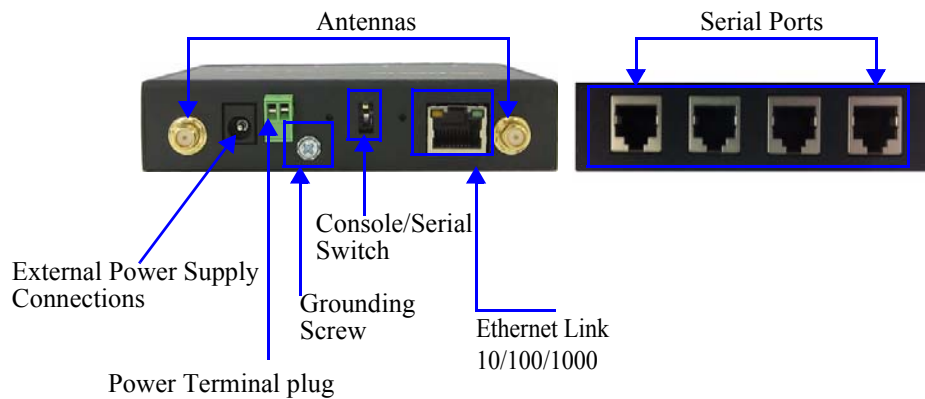 Antennas
Serial Ports
Console/Serial
Switch
External Power Supply
Connections
Grounding
Screw
Ethernet Link
10/100/1000
Power Terminal plug